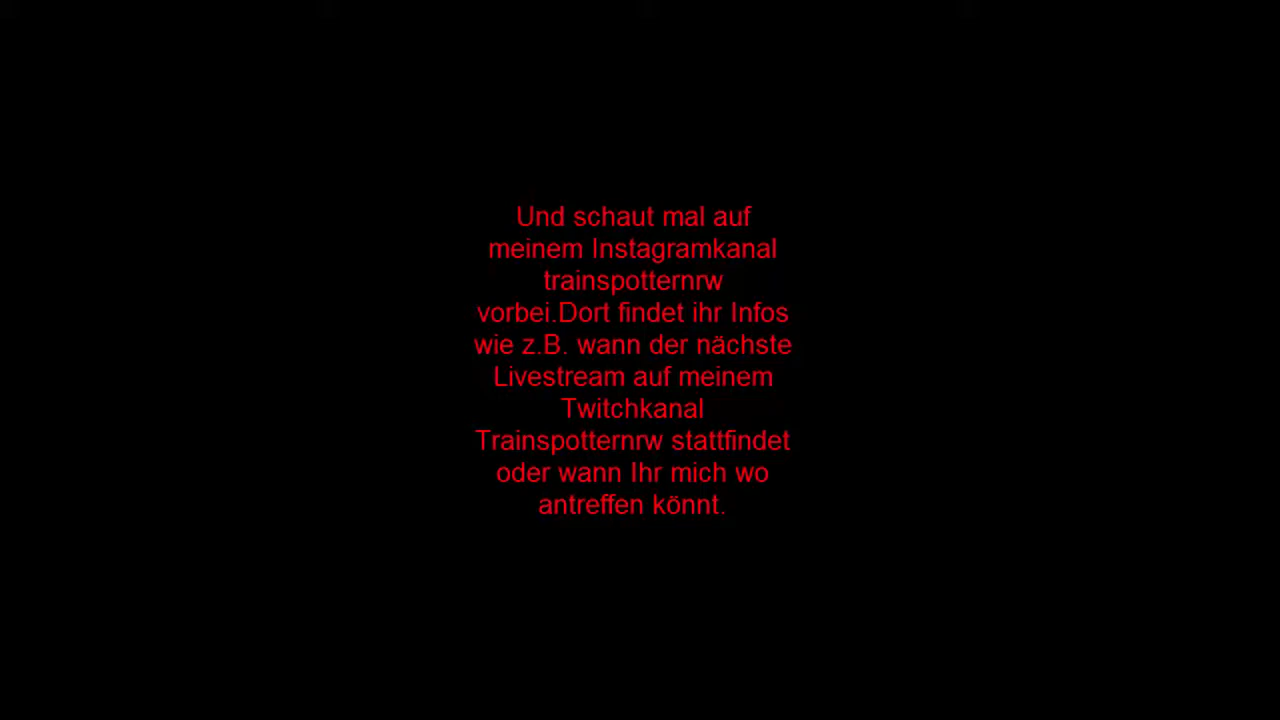 Und schaut mal auf
meinem Instagramkanal
trainspotternrw
vorbei.Dort findet ihr Infos
wie z.B. wann der nächste
Livestream auf meinem
Twitchkanal
Trainspotternrw stattfindet
oder wann Ihr mich wo
antreffen könnt.